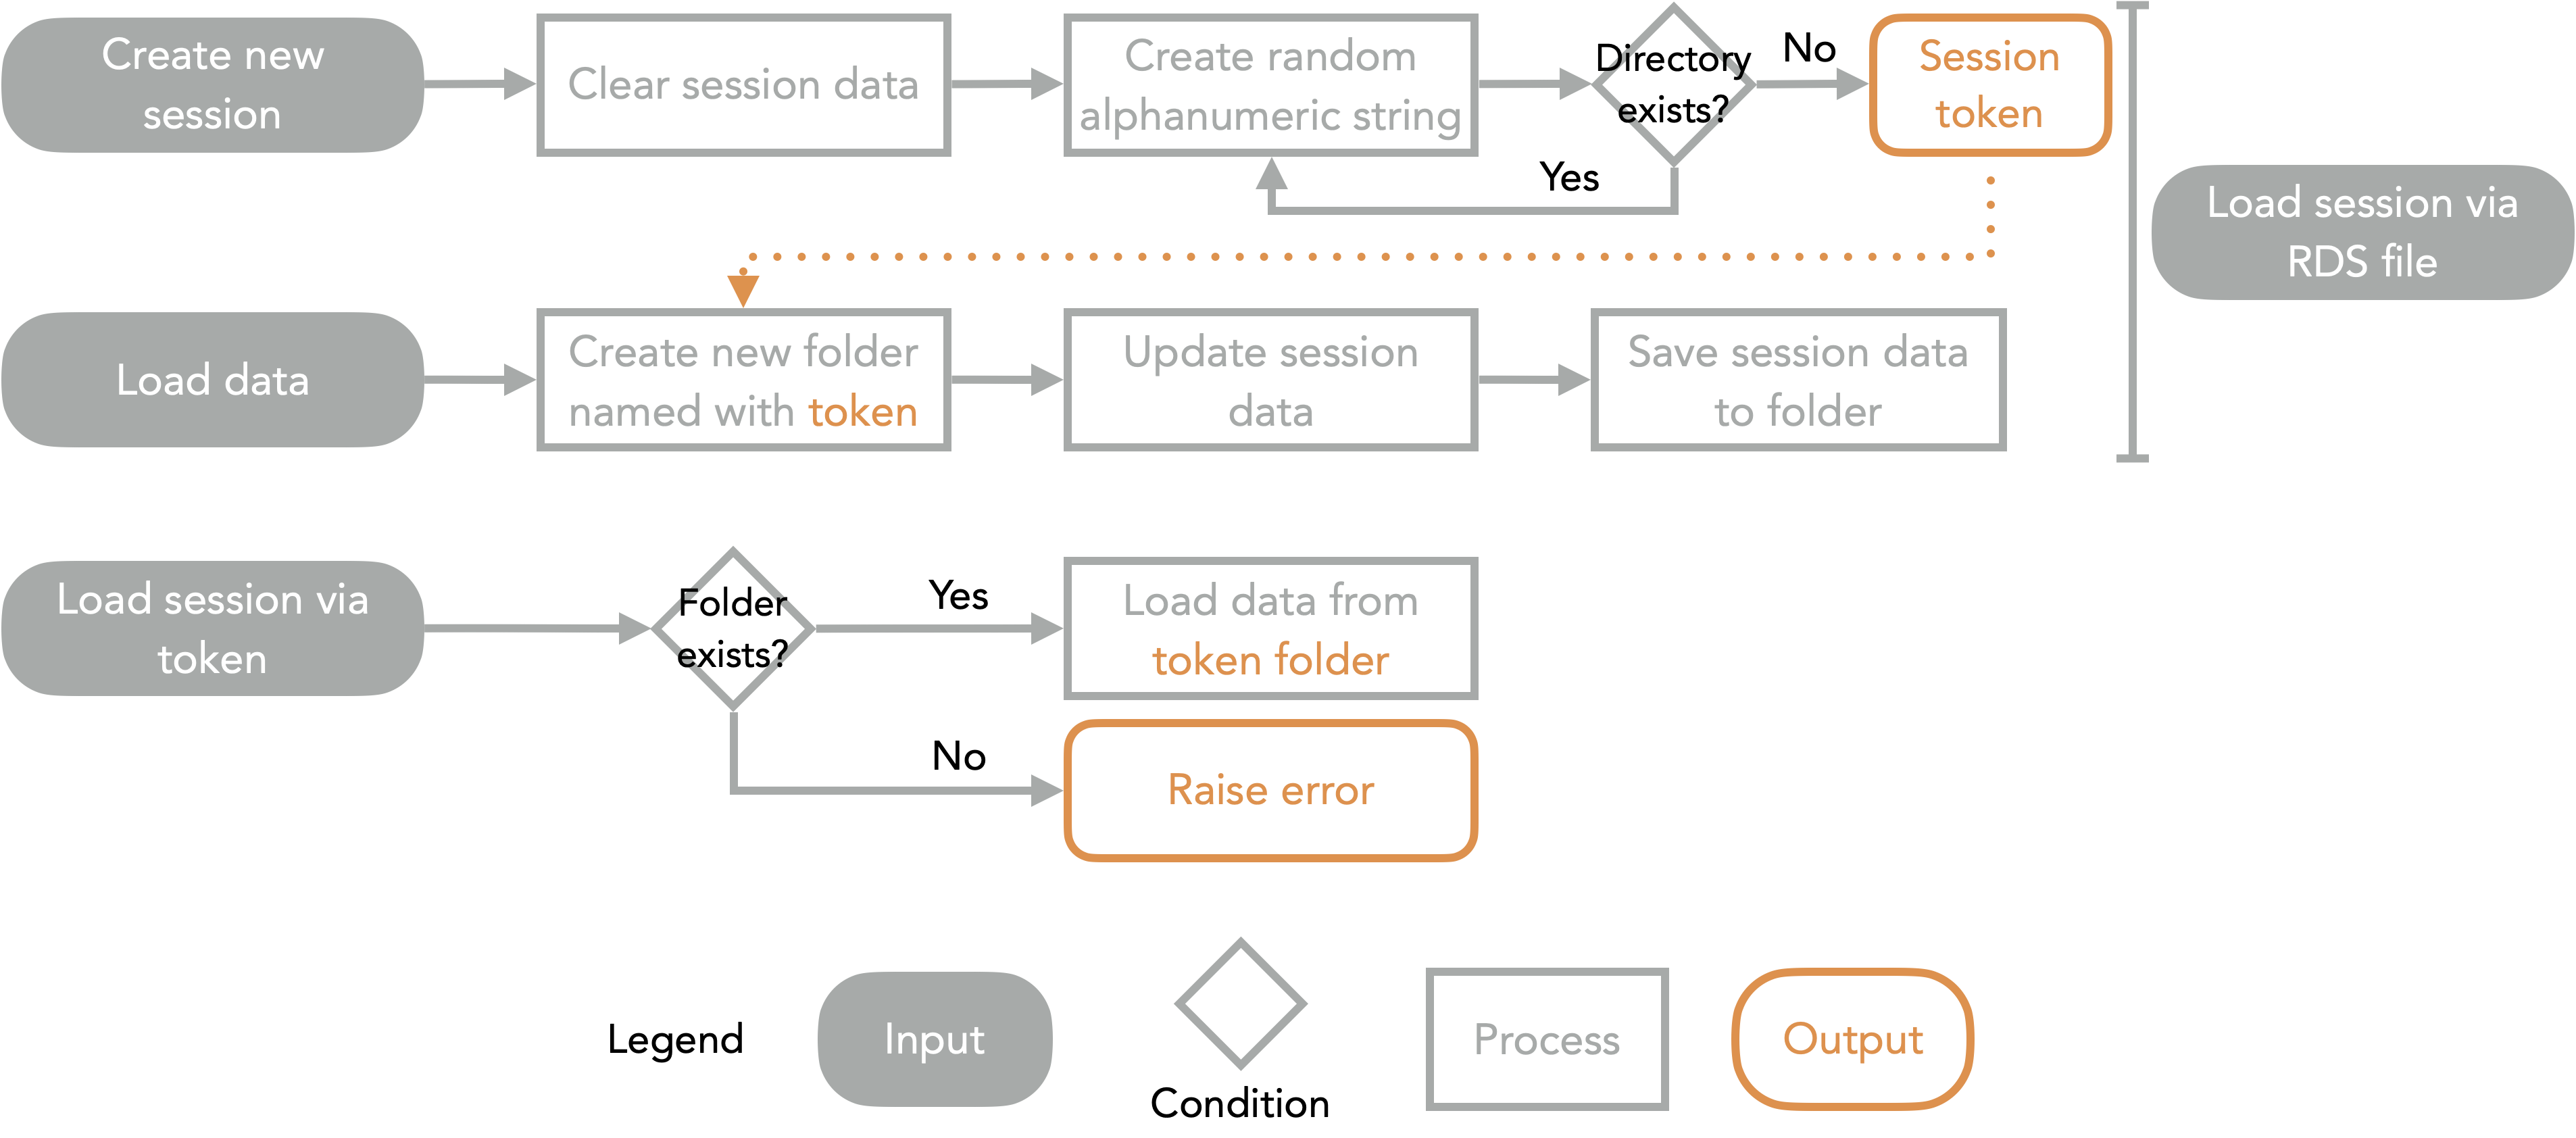 Create new
session
Clear session data
Create random
alphanumeric string
Directory
exists?
No
Yes
Session
token
Load session via
RDS file
Load data
Create new folder
named with token
Update session
data
Save session data
to folder
Load session via
token
Folder
exists?
Yes
Load data from
token folder
No
Raise error
Legend
Input
Condition
Process
Output